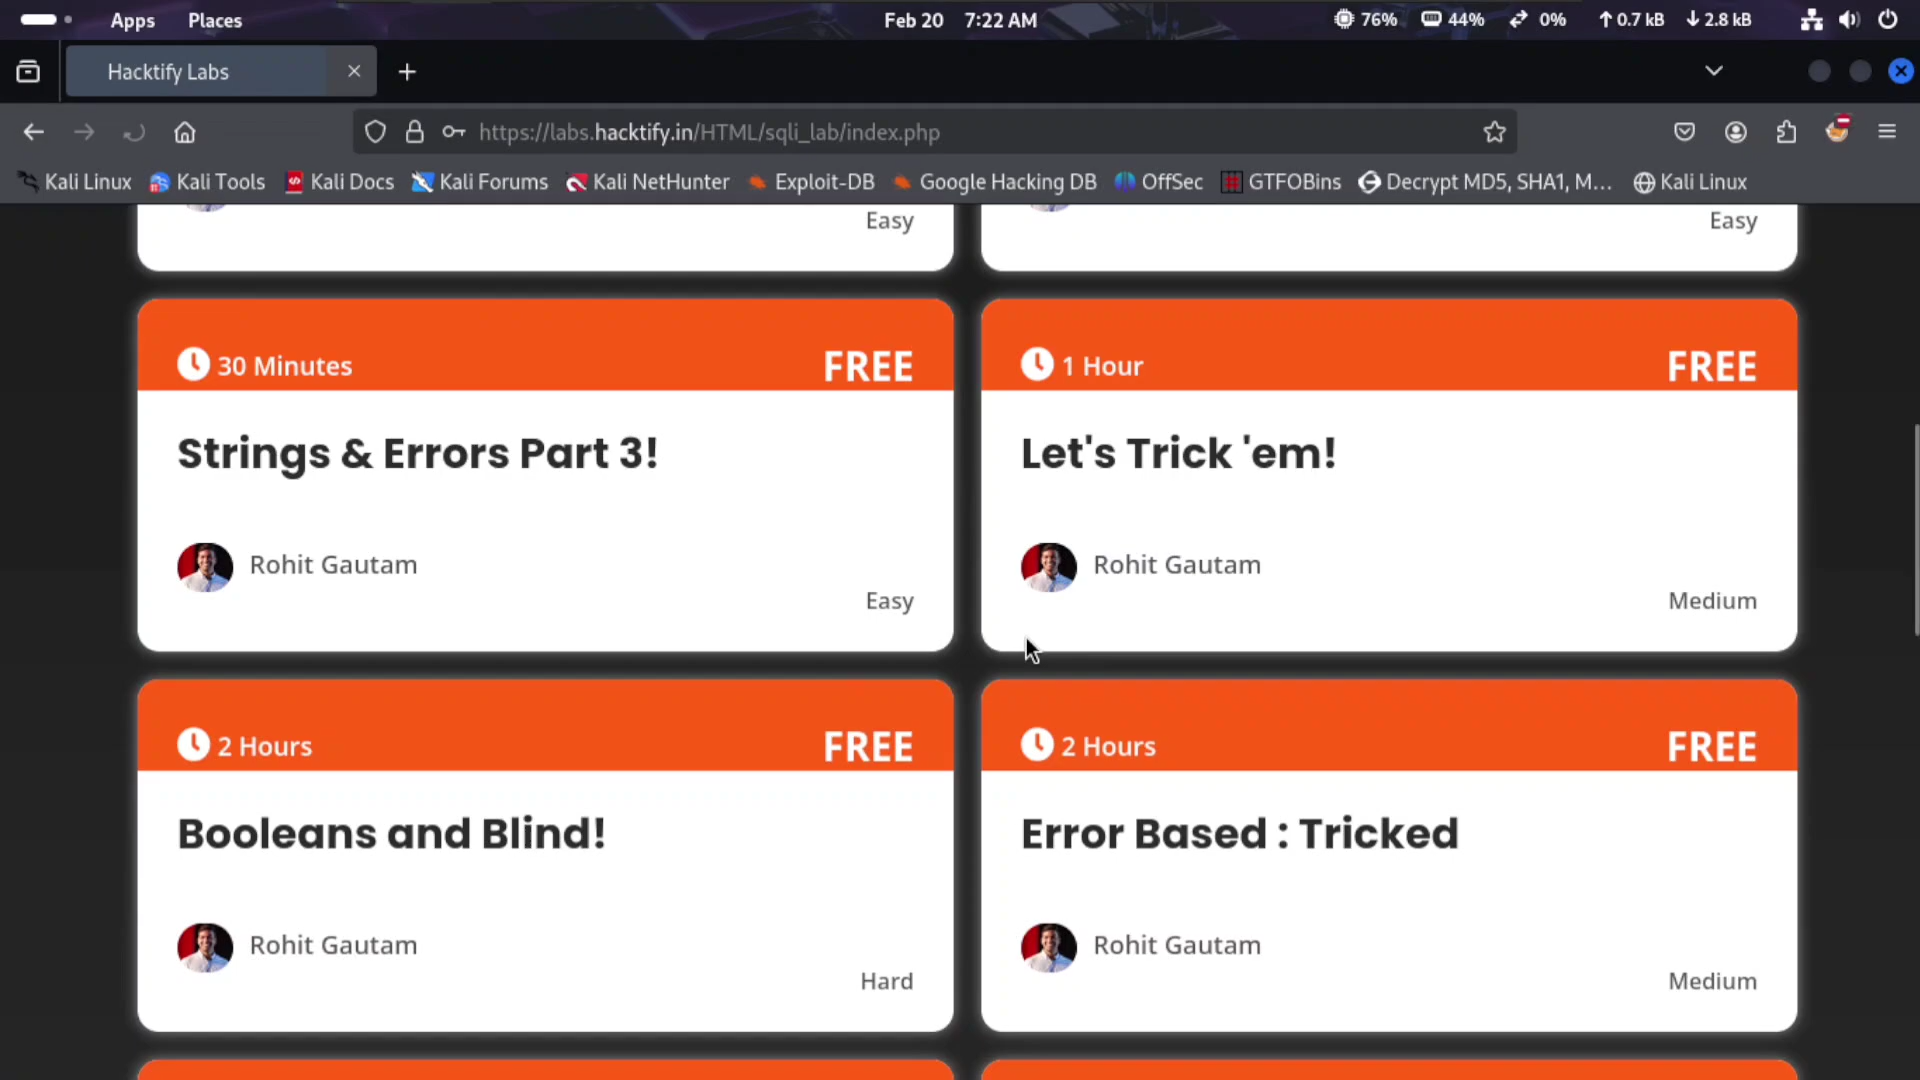 Apps Places Feb 20 7:22 AM 76% 44% 0% 0.7 kB 2.8 kB
Hacktify Labs
https://labs.hacktify.in/HTML/sqli_lab/index.php
Kali Linux Kali Tools Kali Docs Kali Forums Kali NetHunter Exploit-DB Google Hacking DB OffSec GTFOBins Decrypt MD5, SHA1, M... Kali Linux
Easy
Easy
30 Minutes FREE
Strings & Errors Part 3!
Rohit Gautam
Easy
1 Hour FREE
Let's Trick 'em!
Rohit Gautam
Medium
2 Hours FREE
Booleans and Blind!
Rohit Gautam
Hard
2 Hours FREE
Error Based : Tricked
Rohit Gautam
Medium